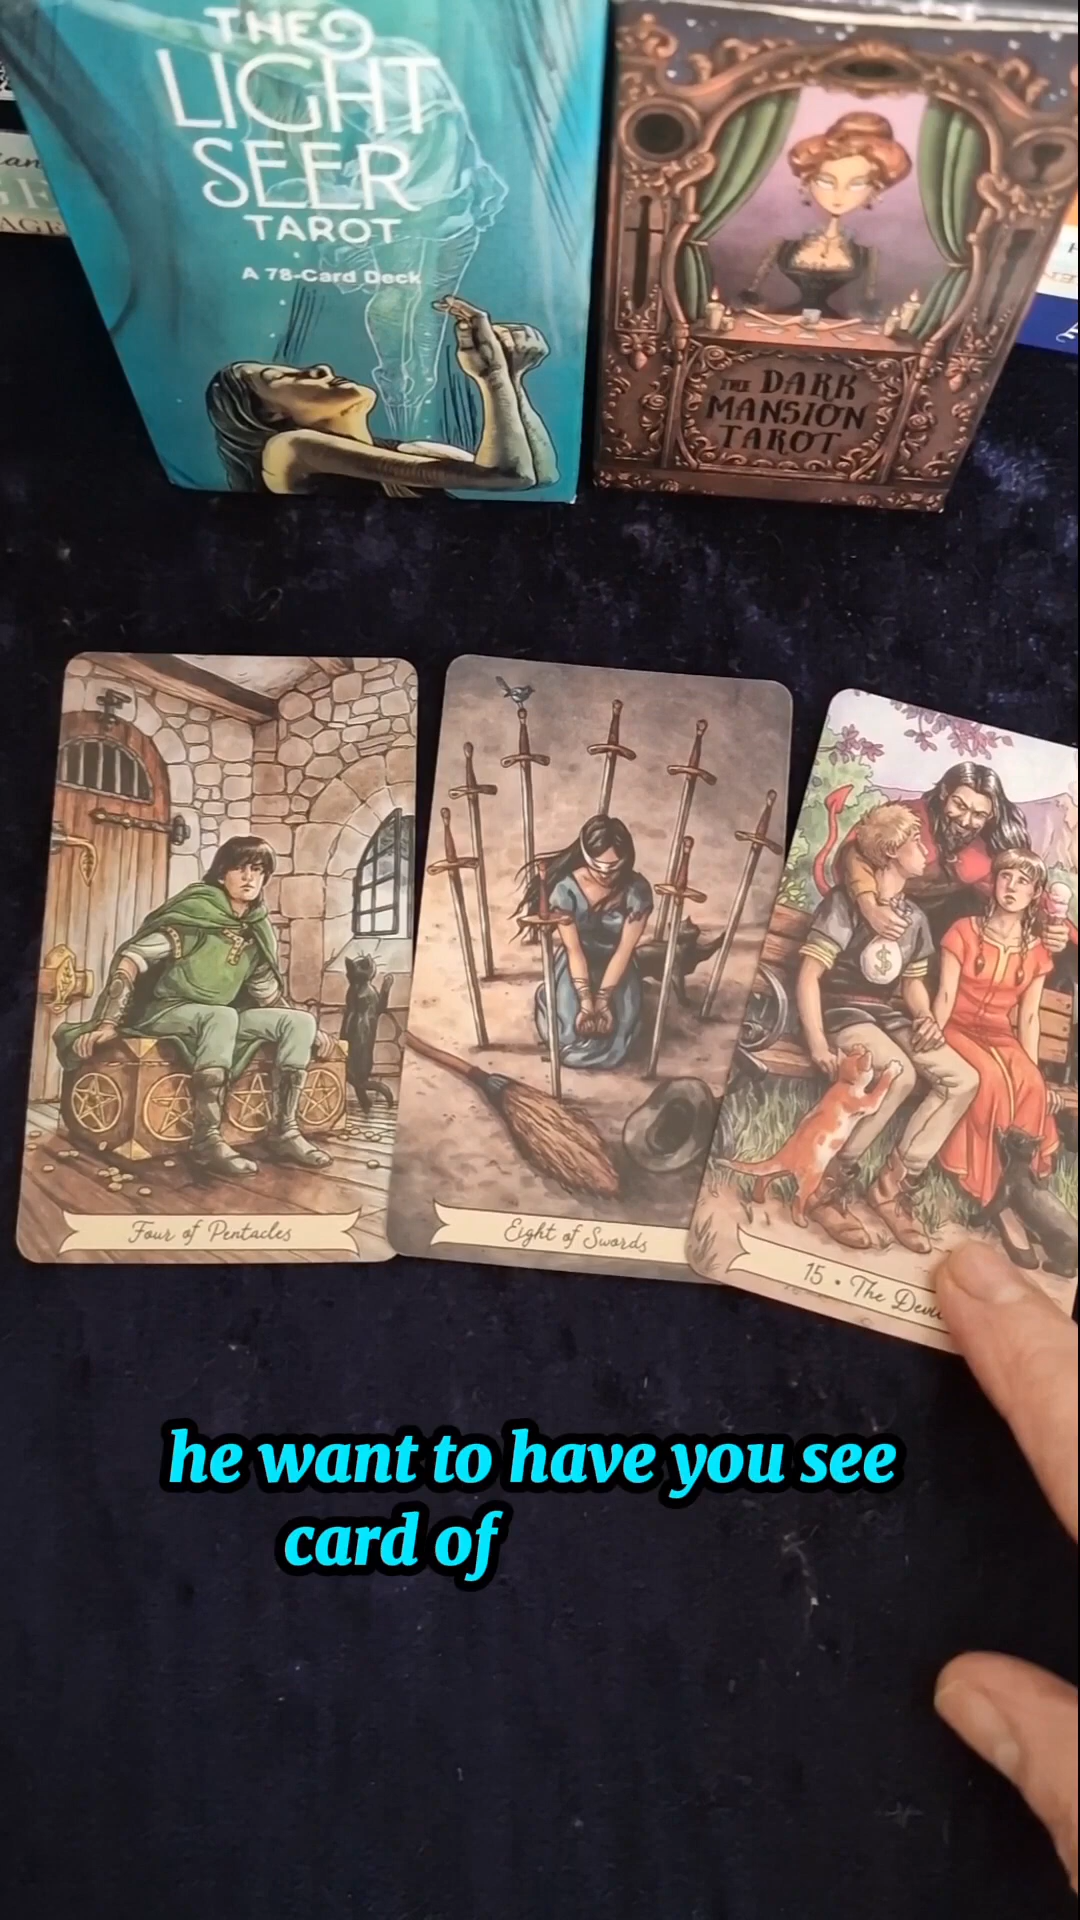 THE
LIGHT
SEER
TAROT
A 78-Card Deck
THE DARK
MANSION
TAROT
Four of Pentacles
Eight of Swords
15 • The Devil
$
he want to have you see
card of